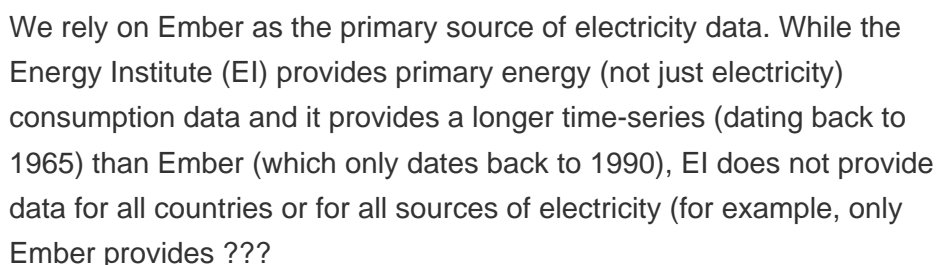 We rely on Ember as the primary source of electricity data. While the
Energy Institute (EI) provides primary energy (not just electricity)
consumption data and it provides a longer time-series (dating back to
1965) than Ember (which only dates back to 1990), EI does not provide
data for all countries or for all sources of electricity (for example, only
Ember provides ???